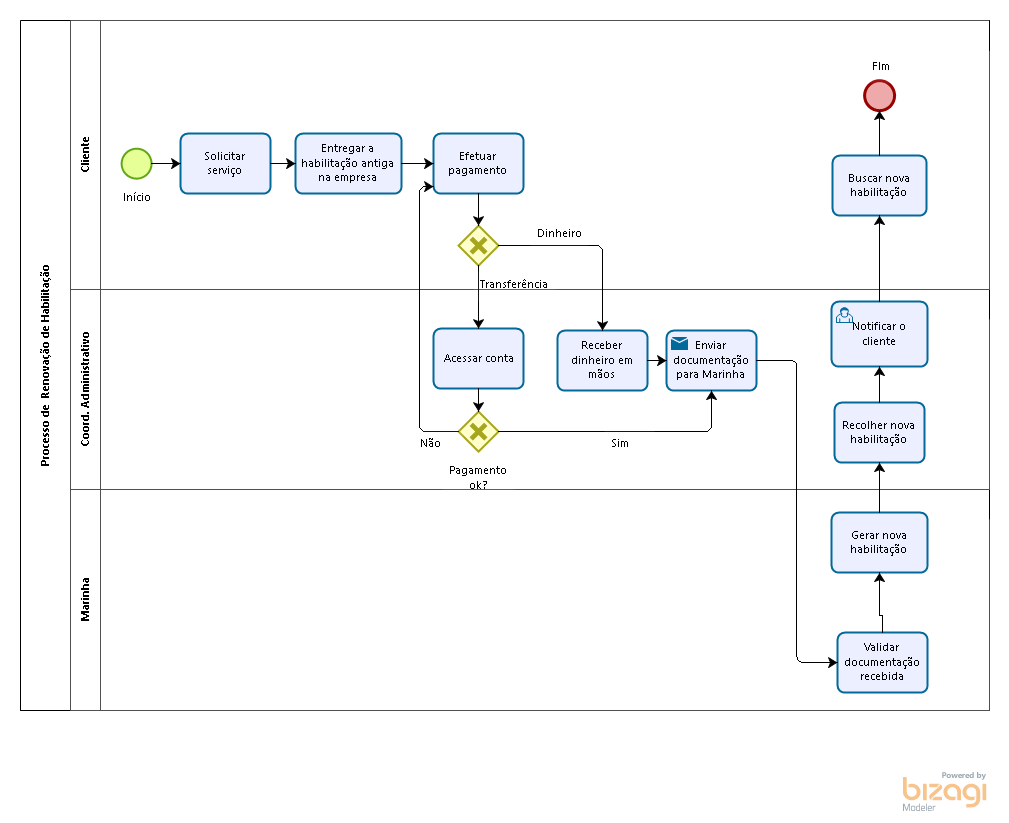 Processo de  Renovação de Habilitação
Cliente
FIm
Início
Solicitar
serviço
Entregar a
habilitação antiga
na empresa
Efetuar
pagamento
Buscar nova
habilitação
Dinheiro
Transferência
Coord. Administrativo
Acessar conta
Receber
dinheiro em
mãos
Enviar
documentação
para Marinha
Notificar o
cliente
Recolher nova
habilitação
Não
Sim
Pagamento
ok?
Marinha
Gerar nova
habilitação
Validar
documentação
recebida
Powered by
bizagi
Modeler